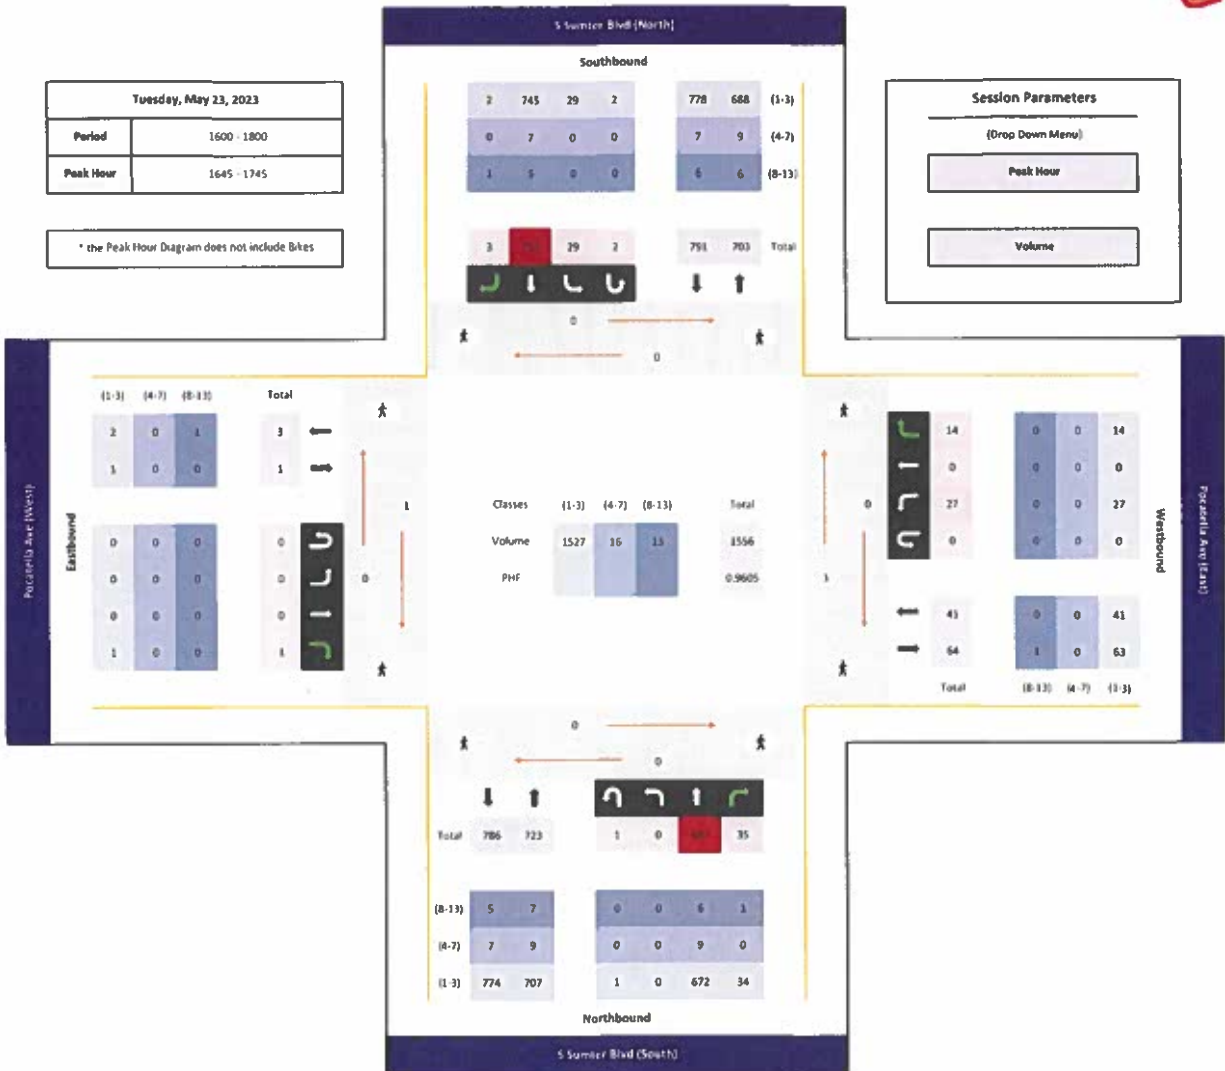 S Sumter Blvd (North)
Southbound
Tuesday, May 23, 2023
Period 1600 - 1800
Peak Hour 1645 - 1745
* the Peak Hour Diagram does not include Bikes
Session Parameters
(Drop Down Menu)
Peak Hour
Volume
2 745 29 2 778 688 (1-3)
0 7 0 0 7 9 (4-7)
1 5 0 0 6 6 (8-13)
3 29 2 791 703 Total
0
0
Pocatella Ave (West)
Eastbound
(1-3) (4-7) (8-13) Total
2 0 1 3
1 0 0 1
0 0 0 0
0 0 0 0
0 0 0 0
1 0 0 1
1
0
Classes (1-3) (4-7) (8-13) Total
Volume 1527 16 13 1556
PHF 0.9605
0
14 0 0 14
0 0 0 0
27 0 0 27
0 0 0 0
41 0 0 41
64 1 0 63
Total (8-13) (4-7) (1-3)
Westbound
Pocatella Ave (East)
0
0
Total 786 723 1 0 35
(8-13) 5 7 0 0 6 1
(4-7) 7 9 0 0 9 0
(1-3) 774 707 1 0 672 34
Northbound
S Sumter Blvd (South)